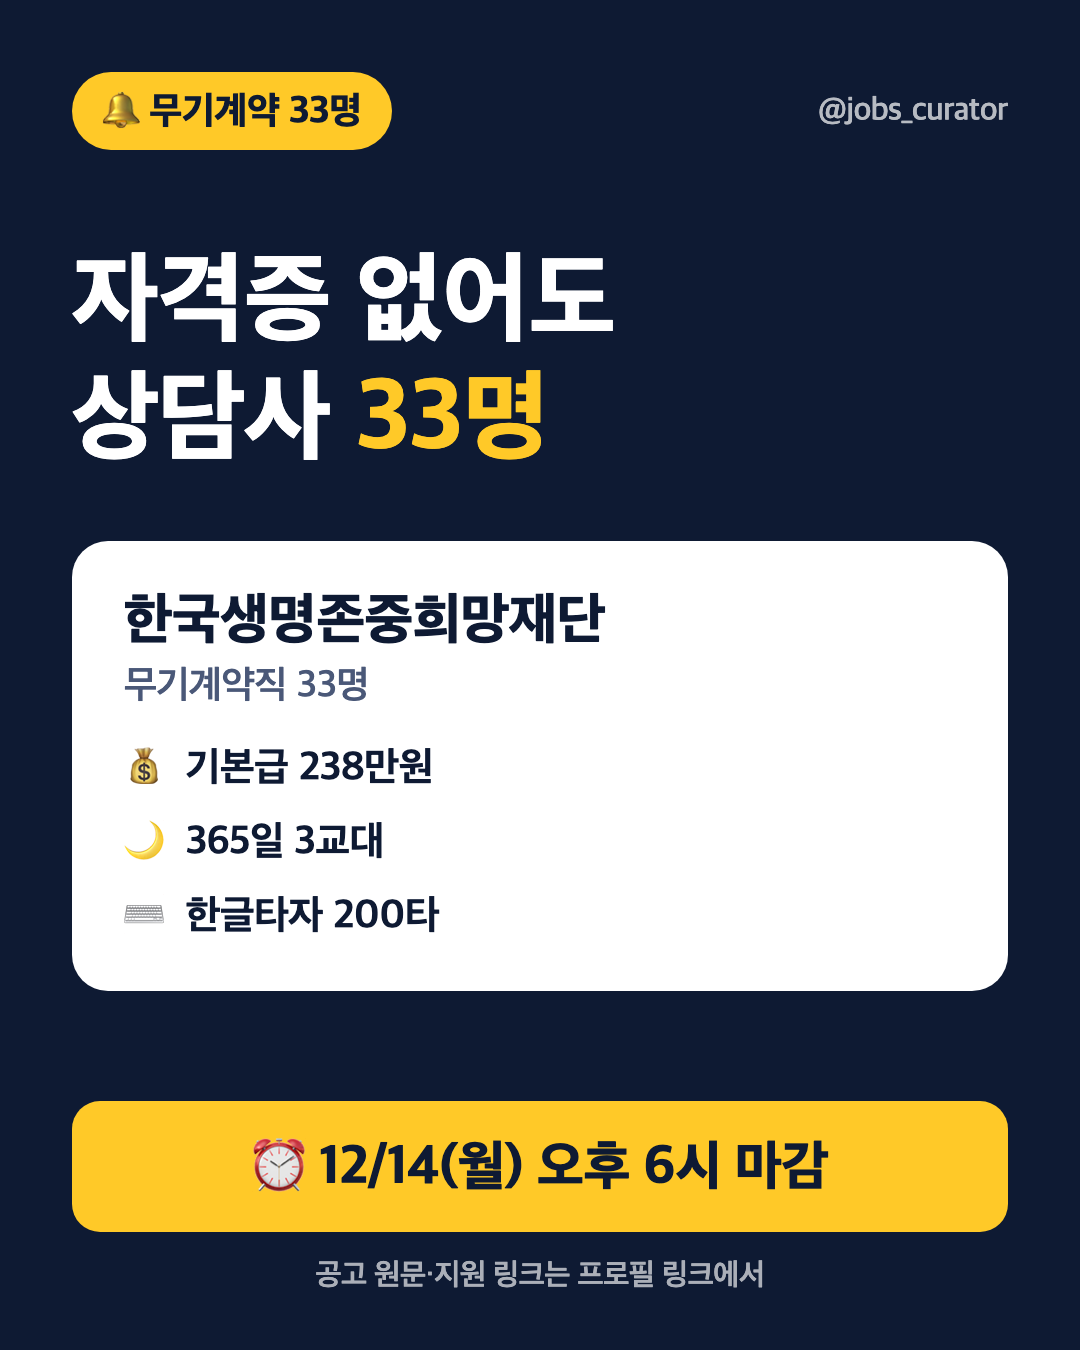 🔔 무기계약 33명
@jobs_curator
자격증 없어도
상담사 33명
한국생명존중희망재단
무기계약직 33명
💰 기본급 238만원
🌙 365일 3교대
⌨️ 한글타자 200타
⏰ 12/14(월) 오후 6시 마감
공고 원문·지원 링크는 프로필 링크에서